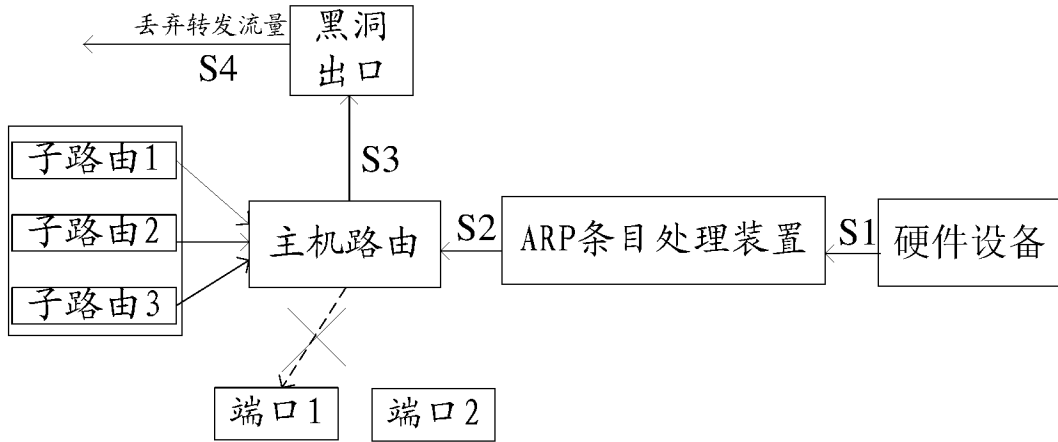 丢弃转发流量
黑洞
出口
S4
子路由1
S3
子路由2
主机路由
S2
ARP条目处理装置
S1
硬件设备
子路由3
端口1
端口2